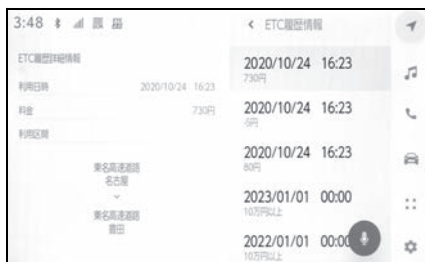 3:48
ETC履歴詳細情報
利用日時 2020/10/24 16:23
料金 730円
利用区間
東名高速道路
名古屋
東名高速道路
豊田
ETC履歴情報
2020/10/24 16:23
730円
2020/10/24 16:23
-5円
2020/10/24 16:23
80円
2023/01/01 00:00
10万円以上
2022/01/01 00:00
10万円以上